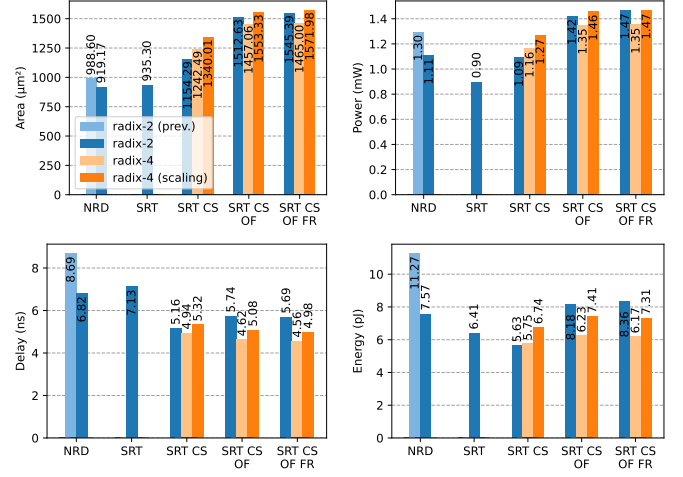 1500
1250
1000
750
500
250
0
Area (μm²)
988.60
919.17
935.30
1154.29
1242.49
1340.01
1512.63
1457.06
1553.33
1545.39
1465.00
1571.98
radix-2 (prev.)
radix-2
radix-4
radix-4 (scaling)
NRD
SRT
SRT CS
SRT CS
OF
SRT CS
OF FR
1.4
1.2
1.0
0.8
0.6
0.4
0.2
0.0
Power (mW)
1.30
1.11
0.90
1.09
1.16
1.27
1.42
1.35
1.46
1.47
1.35
1.47
NRD
SRT
SRT CS
SRT CS
OF
SRT CS
OF FR
8
6
4
2
0
Delay (ns)
8.69
6.82
7.13
5.16
4.94
5.32
5.74
4.62
5.08
5.69
4.56
4.98
NRD
SRT
SRT CS
SRT CS
OF
SRT CS
OF FR
10
8
6
4
2
0
Energy (pJ)
11.27
7.57
6.41
5.63
5.75
6.74
8.18
6.23
7.41
8.36
6.17
7.31
NRD
SRT
SRT CS
SRT CS
OF
SRT CS
OF FR